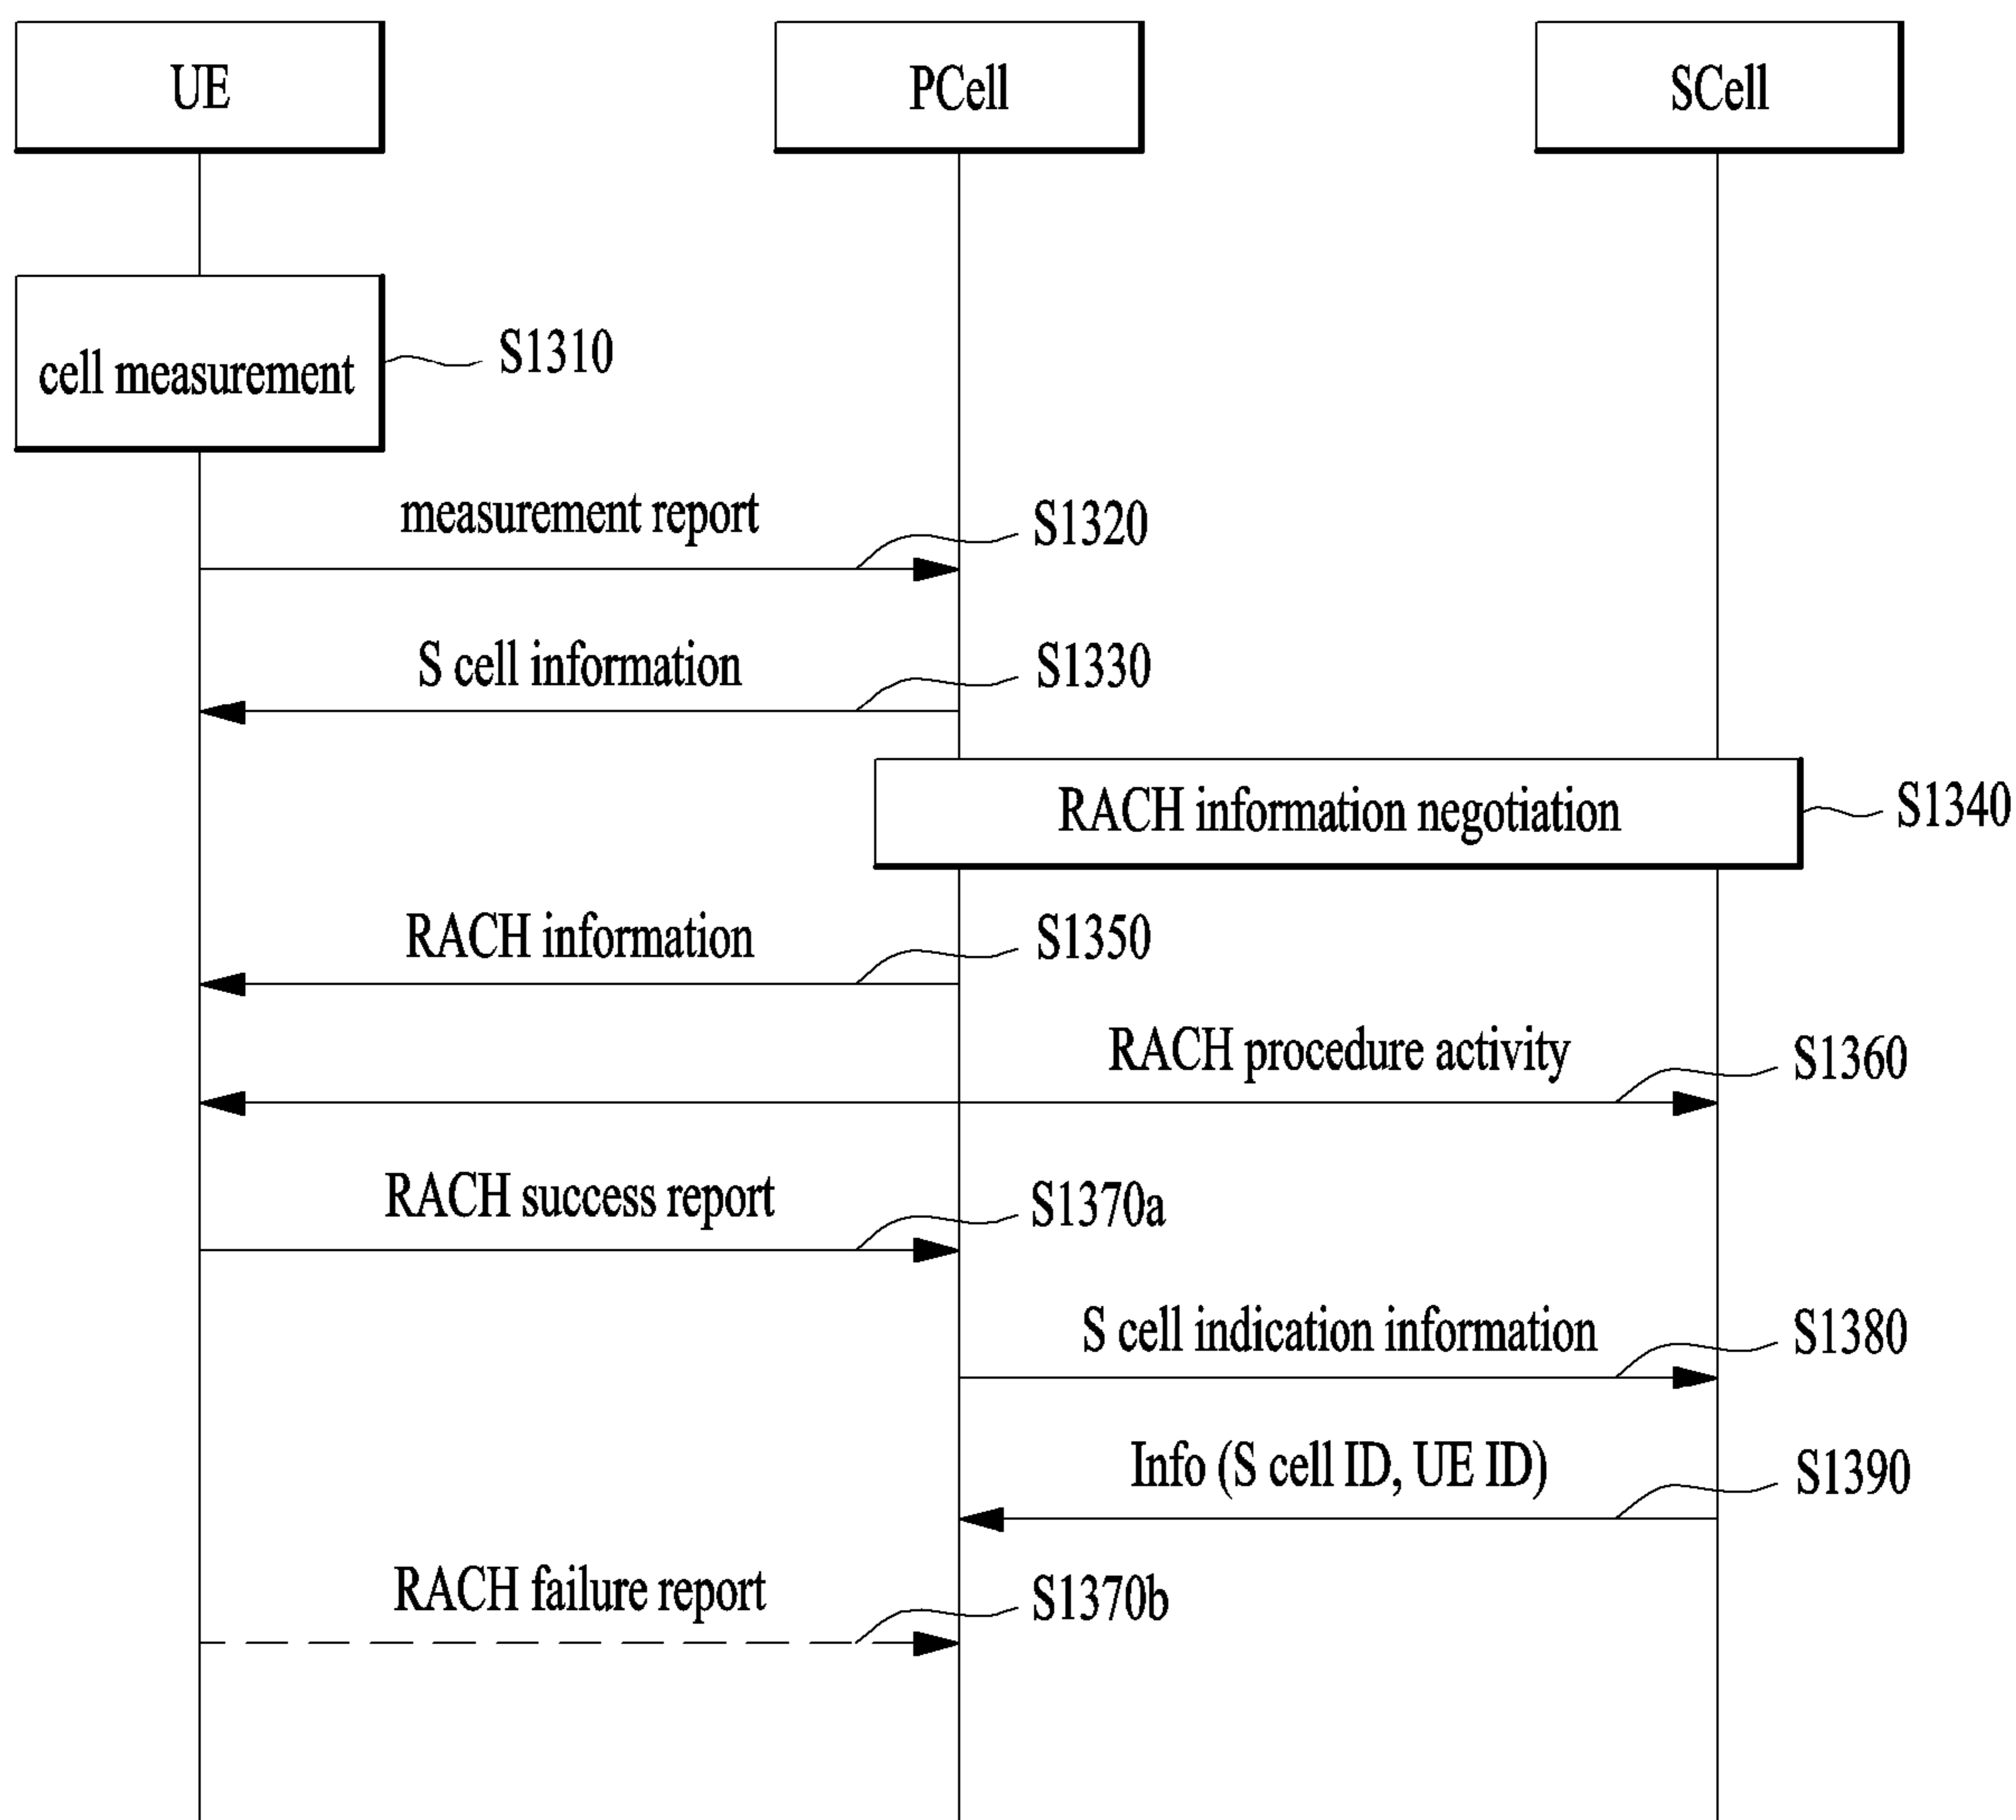 UE
PCell
SCell
cell measurement
S1310
measurement report
S1320
S cell information
S1330
RACH information negotiation
S1340
RACH information
S1350
RACH procedure activity
S1360
RACH success report
S1370a
S cell indication information
S1380
Info (S cell ID, UE ID)
S1390
RACH failure report
S1370b